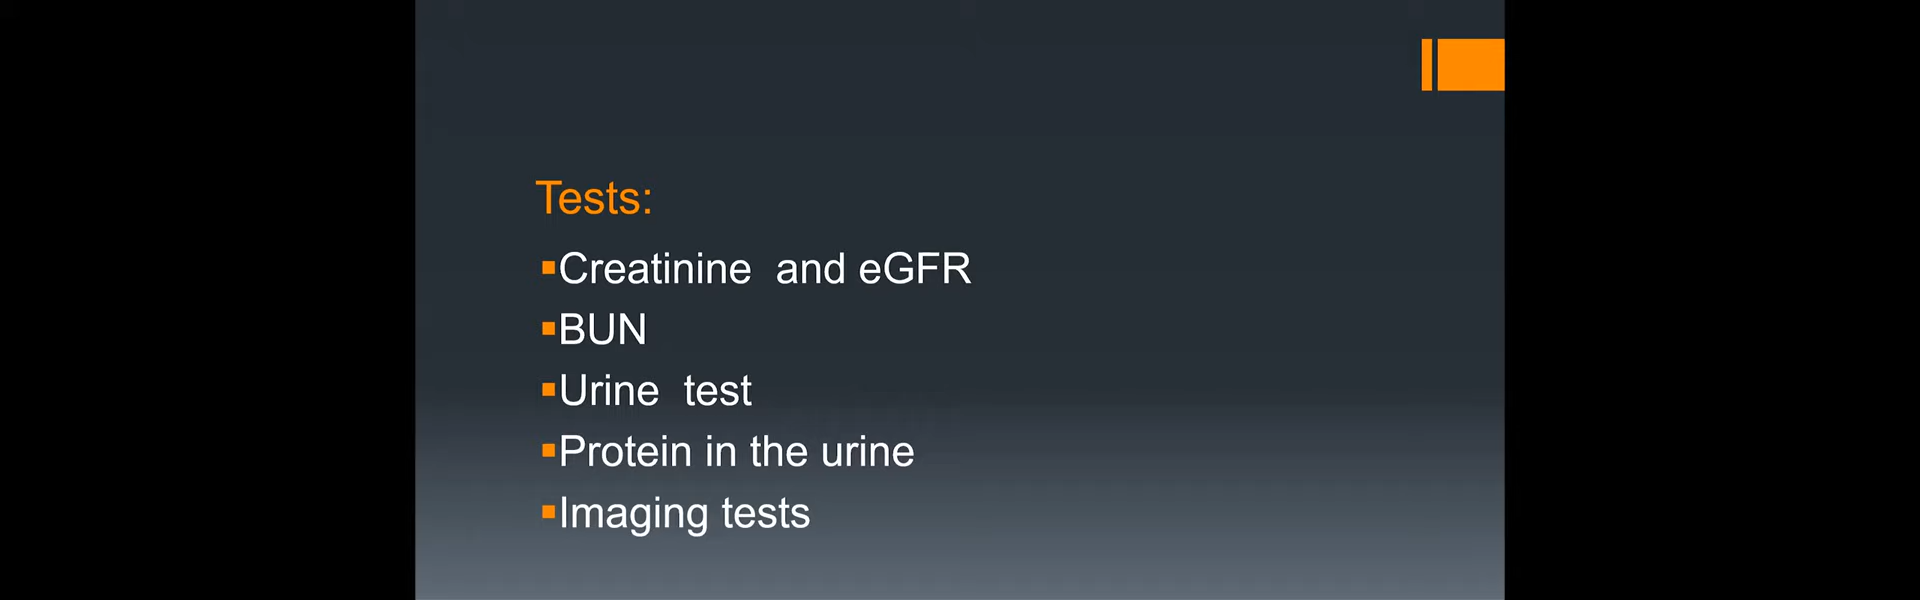 Tests:
Creatinine  and eGFR
BUN
Urine  test
Protein in the urine
Imaging tests